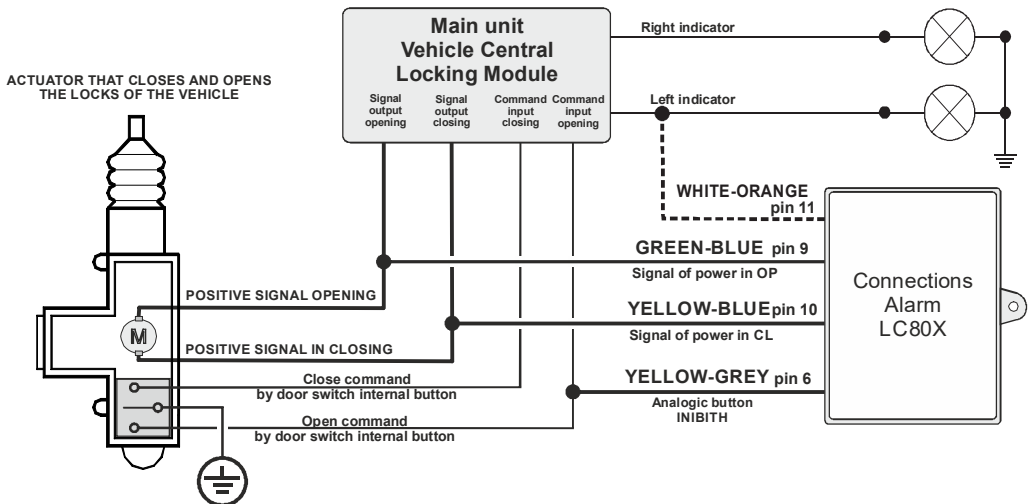 Main unit
Vehicle Central
Locking Module
Signal
output
opening
Signal
output
closing
Command
input
closing
Command
input
opening
Right indicator
Left indicator
ACTUATOR THAT CLOSES AND OPENS
THE LOCKS OF THE VEHICLE
WHITE-ORANGE
pin 11
GREEN-BLUE pin 9
Signal of power in OP
YELLOW-BLUE pin 10
Signal of power in CL
YELLOW-GREY pin 6
Analogic button
INIBITH
Connections
Alarm
LC80X
POSITIVE SIGNAL OPENING
M
POSITIVE SIGNAL IN CLOSING
Close command
by door switch internal button
Open command
by door switch internal button